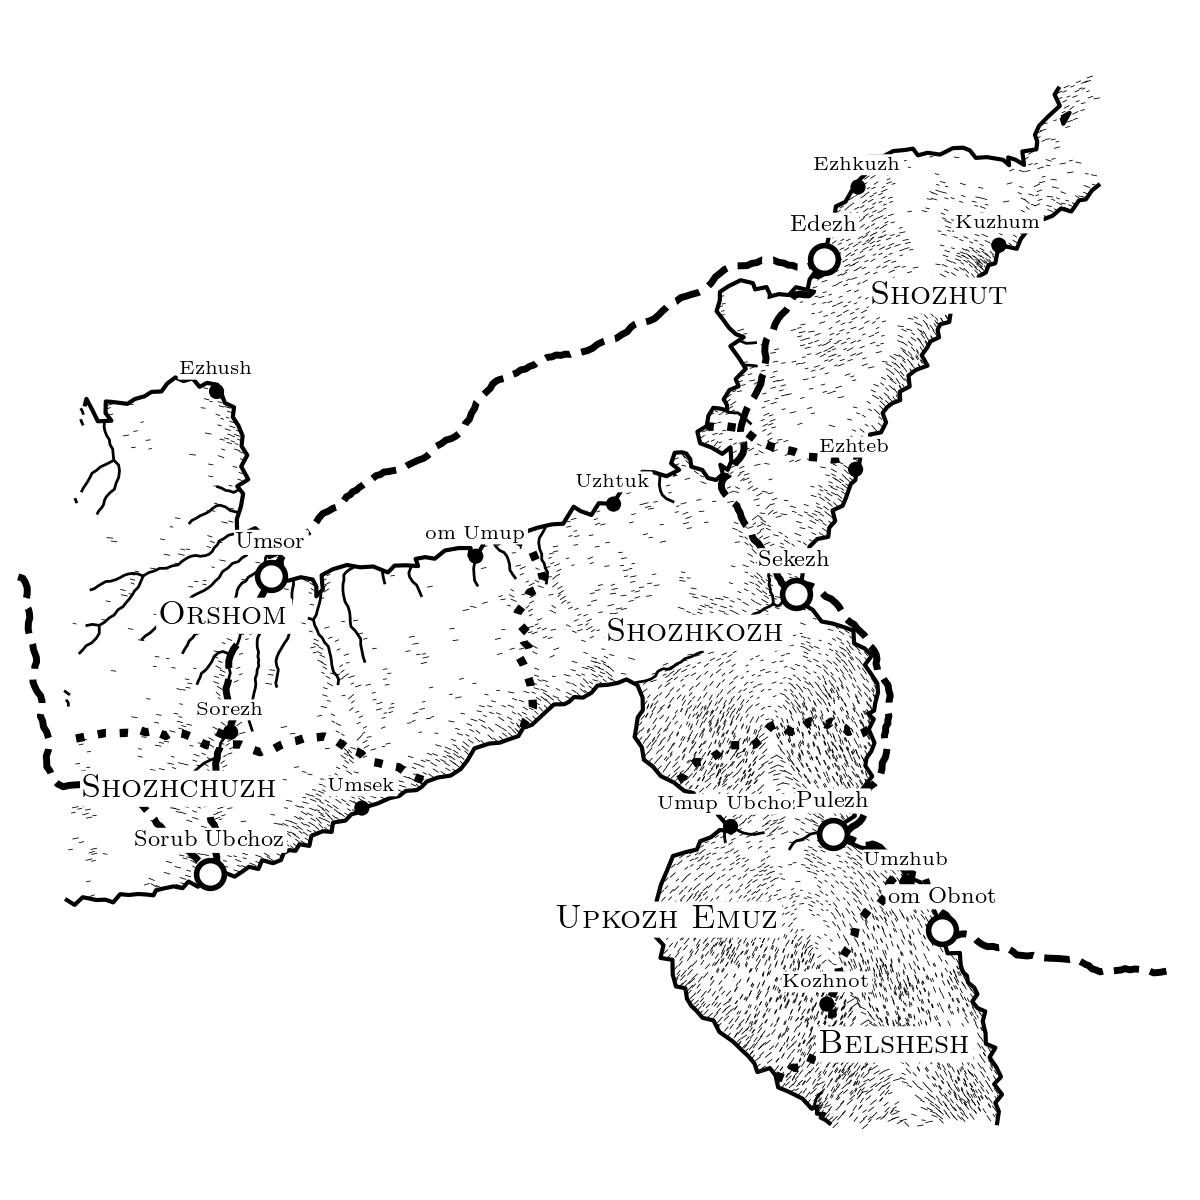 Ezhkuzh
Edezh
Kuzhum
Shozhut
Ezhush
Ezhteb
Uzhtuk
om Umup
Umsor
Sekezh
Orshom
Shozhkozh
Sorezh
Shozhchuzh
Umsek
Umup Ubchoz
Pulezh
Sorub Ubchoz
Umzhub
om Obnot
Upkozh Emuz
Kozhnot
Belshesh